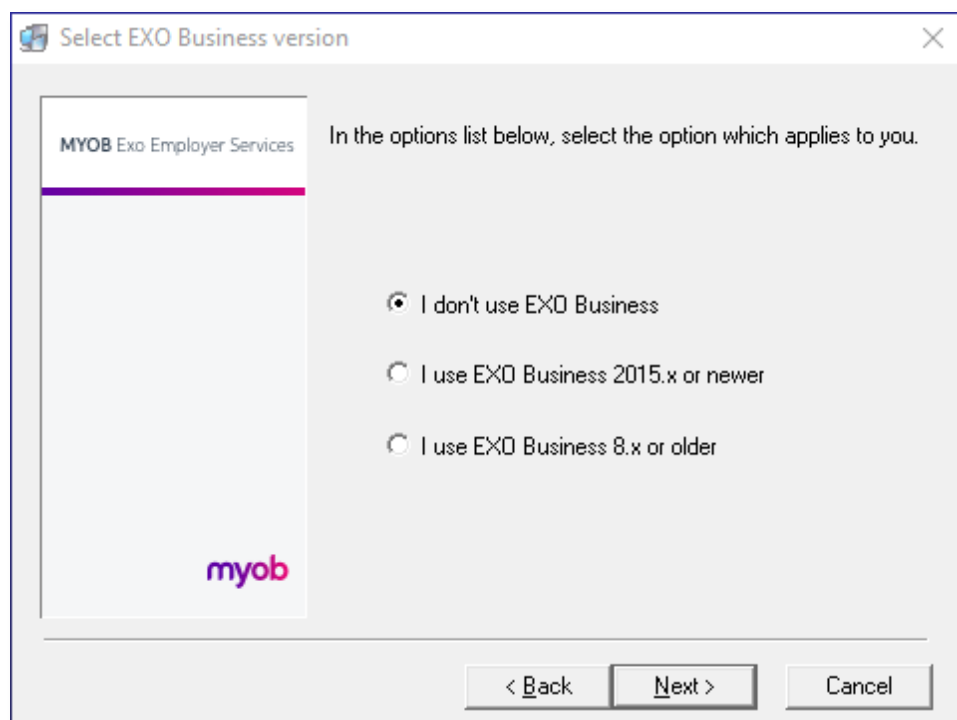 Select EXO Business version
MYOB Exo Employer Services
In the options list below, select the option which applies to you.
I don't use EXO Business
I use EXO Business 2015.x or newer
I use EXO Business 8.x or older
myob
< Back
Next >
Cancel